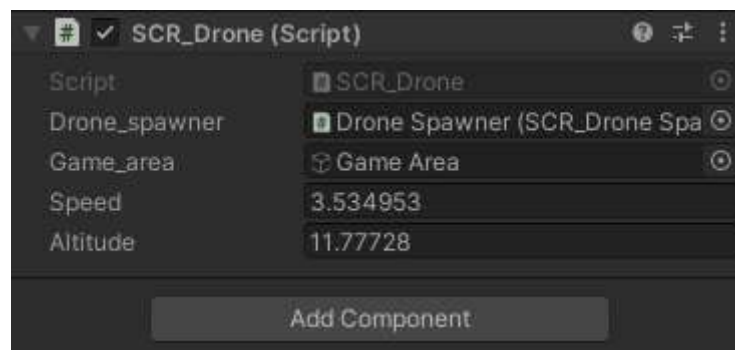 # SCR_Drone (Script)
Script SCR_Drone
Drone_spawner Drone Spawner (SCR_Drone Spa
Game_area Game Area
Speed 3.534953
Altitude 11.77728
Add Component